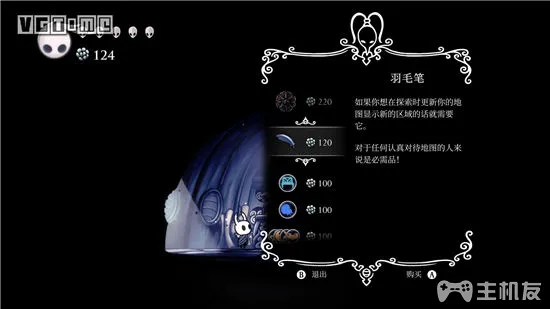 VGTIME
124
羽毛笔
220
120
100
100
100
如果你想在探索时更新你的地
图显示新的区域的话就需要
它。
对于任何认真对待地图的人来
说是必需品!
B 退出
购买 A
主机友